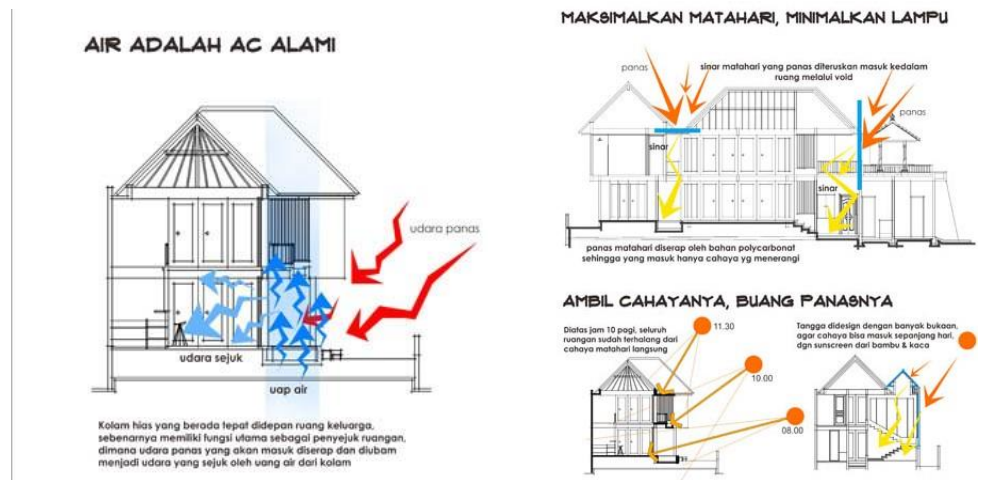 AIR ADALAH AC ALAMI
udara panas
udara sejuk
uap air
Kolam hias yang berada tepat didepan ruang keluarga,
sebenarnya memiliki fungsi utama sebagai penyejuk ruangan,
dimana udara panas yang akan masuk diserap dan diubam
menjadi udara yang sejuk oleh uang air dari kolam
MAKSIMALKAN MATAHARI, MINIMALKAN LAMPU
panas
sinar matahari yang panas diteruskan masuk kedalam
ruang melalui void
panas
sinar
sinar
panas matahari diserap oleh bahan polycarbonat
sehingga yang masuk hanya cahaya yg menerangi
AMBIL CAHAYANYA, BUANG PANASNYA
Diatas jam 10 pagi, seluruh
ruangan sudah terhalang dari
cahaya matahari langsung
11.30
10.00
08.00
Tangga didesign dengan banyak bukaan,
agar cahaya bisa masuk sepanjang hari,
dgn sunscreen dari bambu & kaca